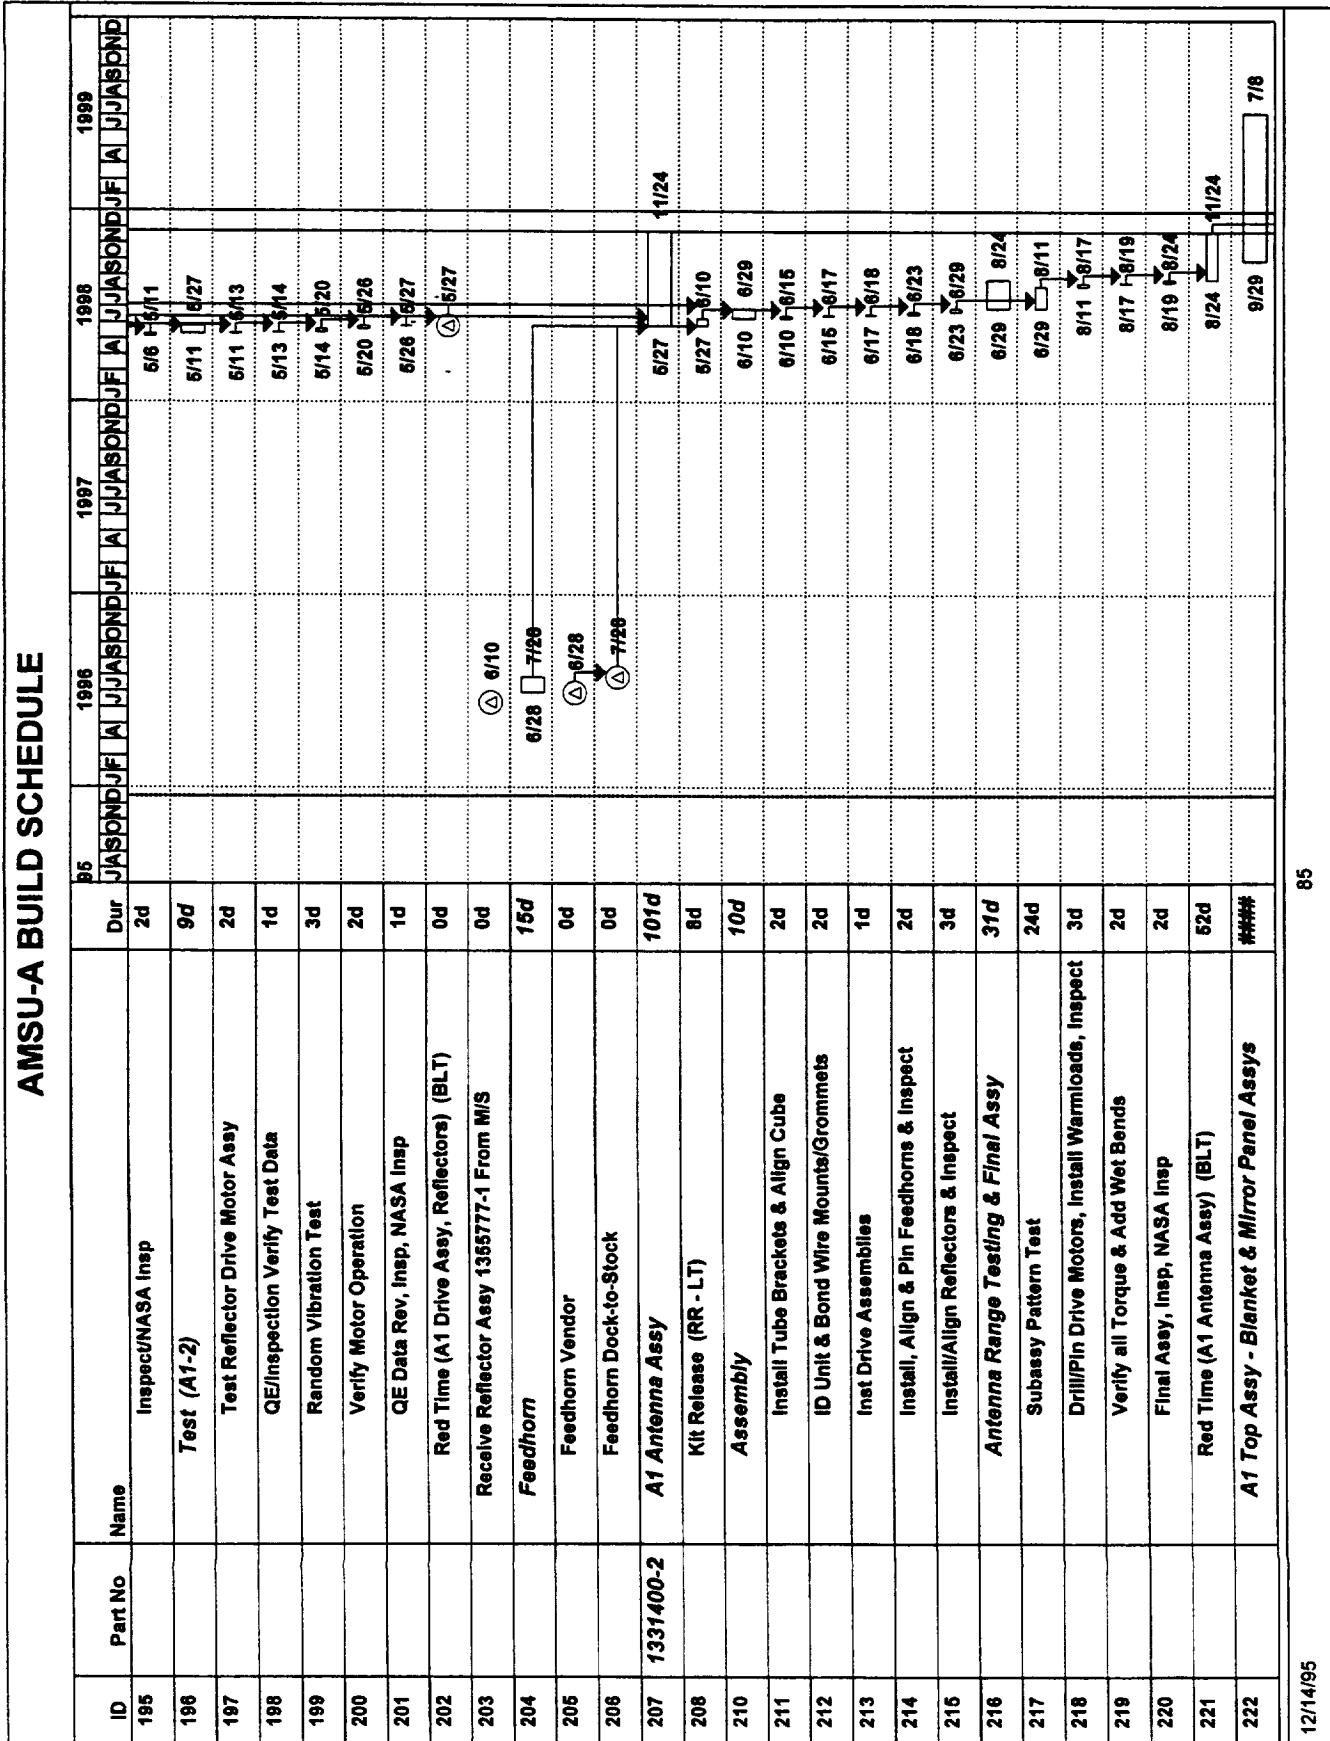 AMSU-A BUILD SCHEDULE
95 1996 1997 1998 1999
ID Part No Name Dur J A S O N D J F A J J A S O N D J F A J J A S O N D J F A J J A S O N D J F A J J A S O N D
195 Inspect/NASA Insp 2d 5/6 5/11
196 Test (A1-2) 9d 5/11 5/27
197 Test Reflector Drive Motor Assy 2d 5/11 5/13
198 QE/Inspection Verify Test Data 1d 5/13 5/14
199 Random Vibration Test 3d 5/14 5/20
200 Verify Motor Operation 2d 5/20 5/26
201 QE Data Rev, Insp, NASA Insp 1d 5/26 5/27
202 Red Time (A1 Drive Assy, Reflectors) (BLT) 0d 5/27
203 Receive Reflector Assy 1355777-1 From M/S 0d 6/10
204 Feedhorn 15d 6/28 7/26
205 Feedhorn Vendor 0d 6/28
206 Feedhorn Dock-to-Stock 0d 7/26
207 1331400-2 A1 Antenna Assy 101d 5/27 11/24
208 Kit Release (RR - LT) 8d 5/27 6/10
210 Assembly 10d 6/10 6/29
211 Install Tube Brackets & Align Cube 2d 6/10 6/15
212 ID Unit & Bond Wire Mounts/Grommets 2d 6/15 6/17
213 Inst Drive Assemblies 1d 6/17 6/18
214 Install, Align & Pin Feedhorns & Inspect 2d 6/18 6/23
215 Install/Align Reflectors & Inspect 3d 6/23 6/29
216 Antenna Range Testing & Final Assy 31d 6/29 8/24
217 Subassy Pattern Test 24d 6/29 8/11
218 Drill/Pin Drive Motors, Install Warmloads, Inspect 3d 8/11 8/17
219 Verify all Torque & Add Wet Bends 2d 8/17 8/19
220 Final Assy, Insp, NASA Insp 2d 8/19 8/24
221 Red Time (A1 Antenna Assy) (BLT) 52d 8/24 11/24
222 A1 Top Assy - Blanket & Mirror Panel Assys #### 9/29 7/8
12/14/95 85